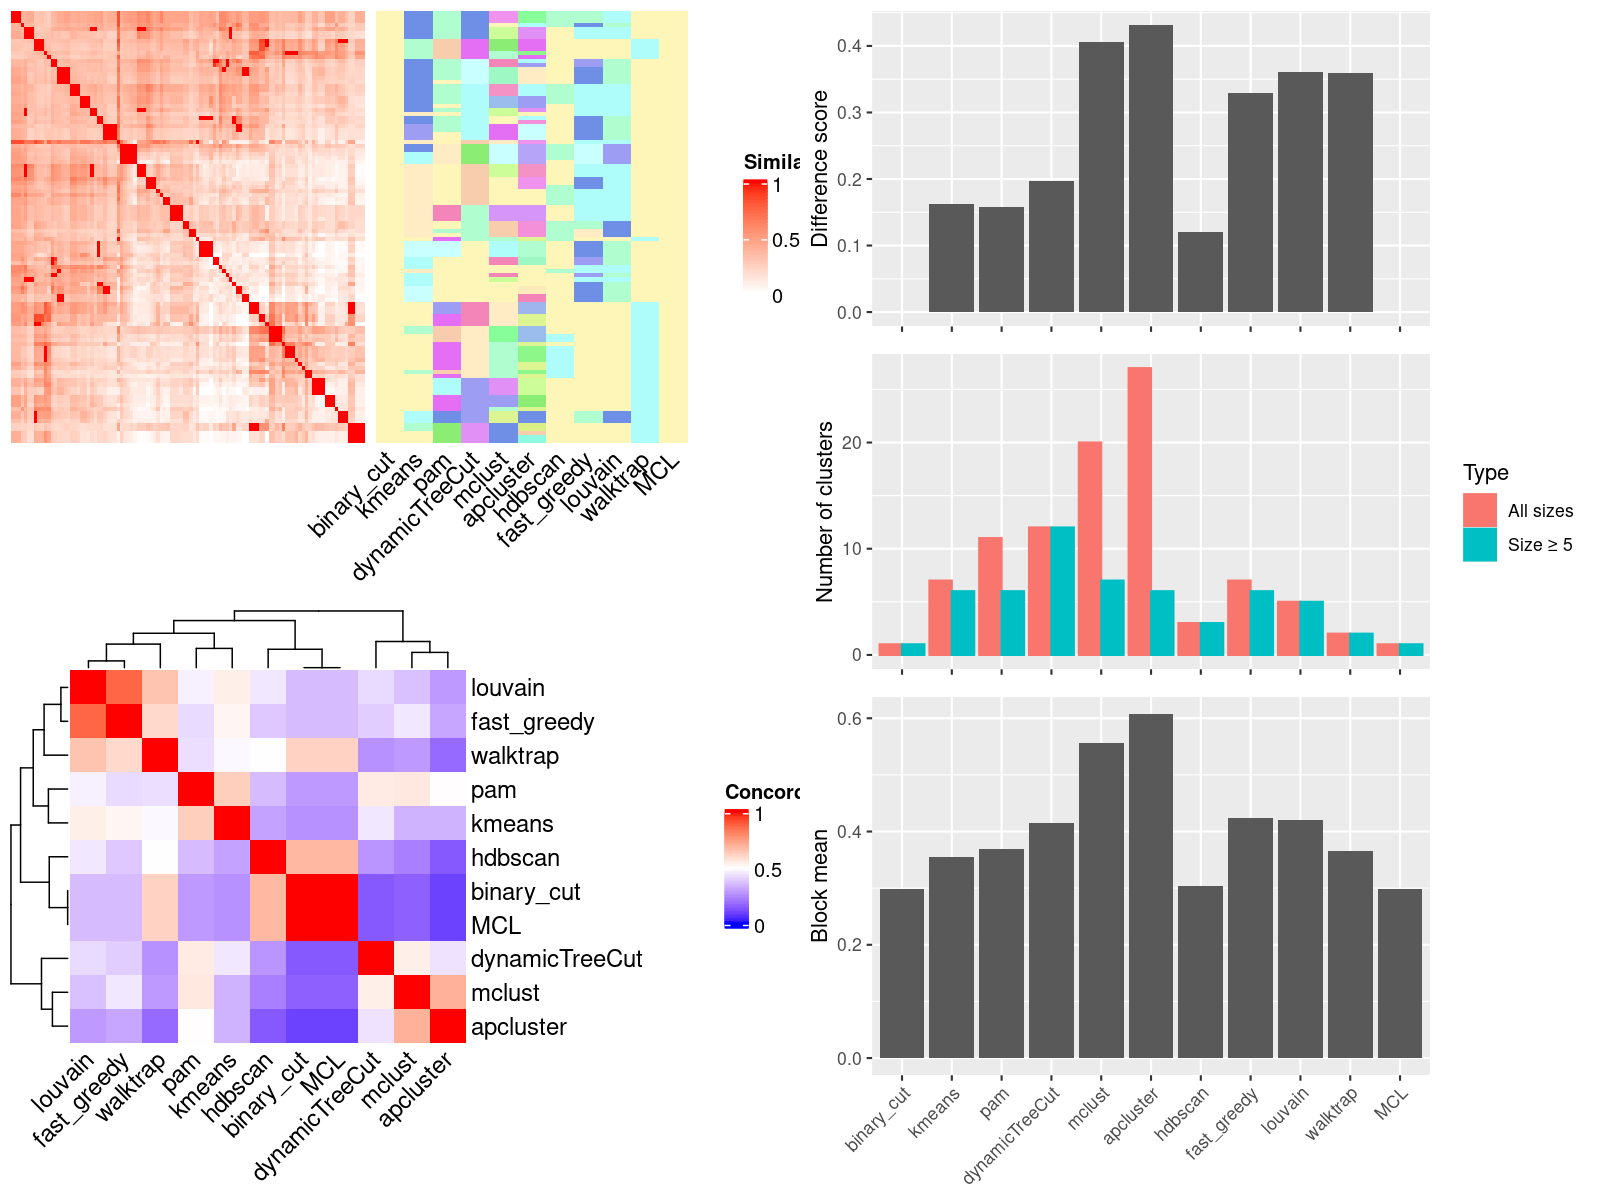 Simila
1
0.5
0
binary_cut
kmeans
pam
dynamicTreeCut
mclust
apcluster
hdbscan
fast_greedy
louvain
walktrap
MCL
louvain
fast_greedy
walktrap
pam
kmeans
hdbscan
binary_cut
MCL
dynamicTreeCut
mclust
apcluster
louvain
fast_greedy
walktrap
pam
kmeans
hdbscan
binary_cut
MCL
dynamicTreeCut
mclust
apcluster
Concord
1
0.5
0
Difference score
0.4
0.3
0.2
0.1
0.0
Number of clusters
20
10
0
Type
All sizes
Size ≥ 5
Block mean
0.6
0.4
0.2
0.0
binary_cut
kmeans
pam
dynamicTreeCut
mclust
apcluster
hdbscan
fast_greedy
louvain
walktrap
MCL